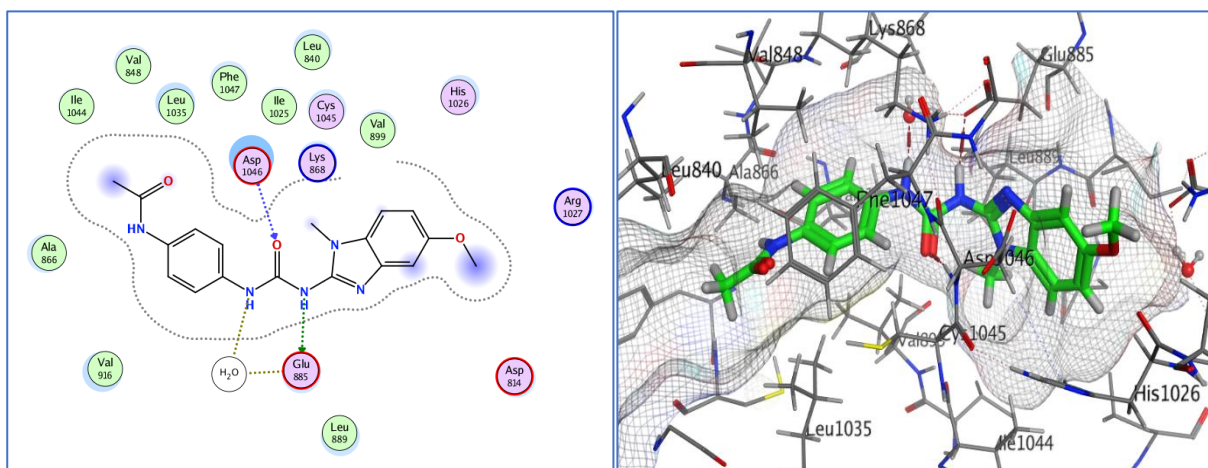 Leu
840
Val
848
Phe
1047
Ile
1044
Leu
1035
Ile
1025
Cys
1045
His
1026
Val
899
Asp
1046
Lys
868
O
NH
Arg
1027
O
N
O
Ala
866
N
H
N
H
N
Val
916
H₂O
Glu
885
Asp
814
Leu
889
Lys868
Val848
Glu885
Leu840
Ala866
Leu889
Phe1047
Asp1046
Cys1045
His1026
Leu1035
Ile1044